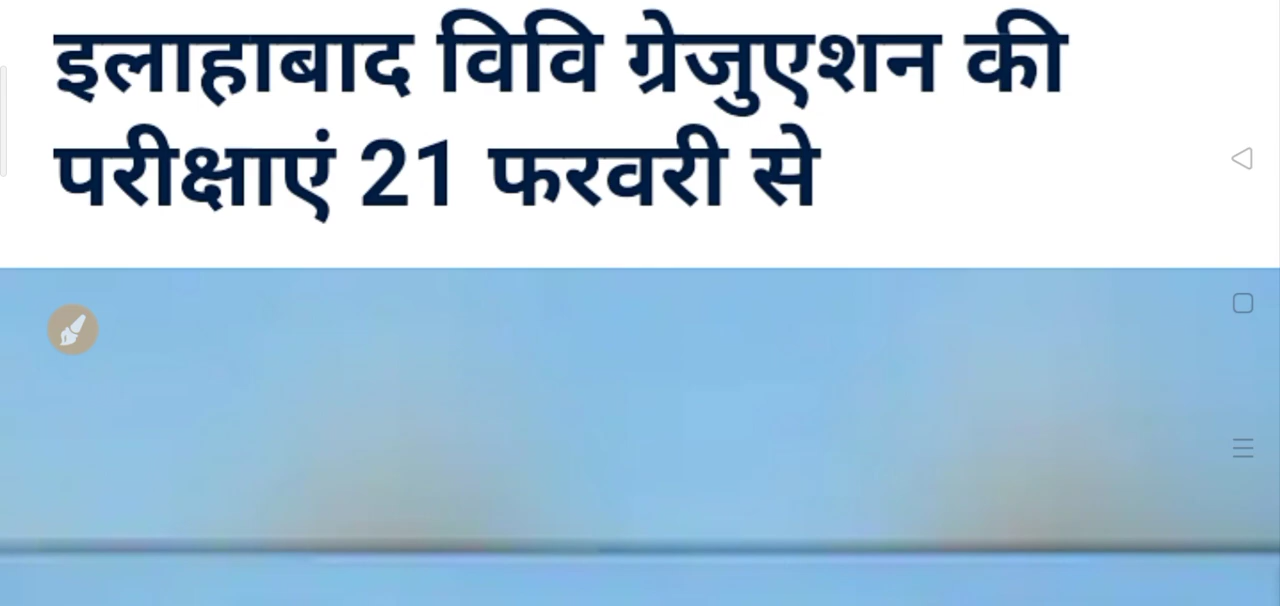 इलाहाबाद विवि ग्रेजुएशन की
परीक्षाएं 21 फरवरी से